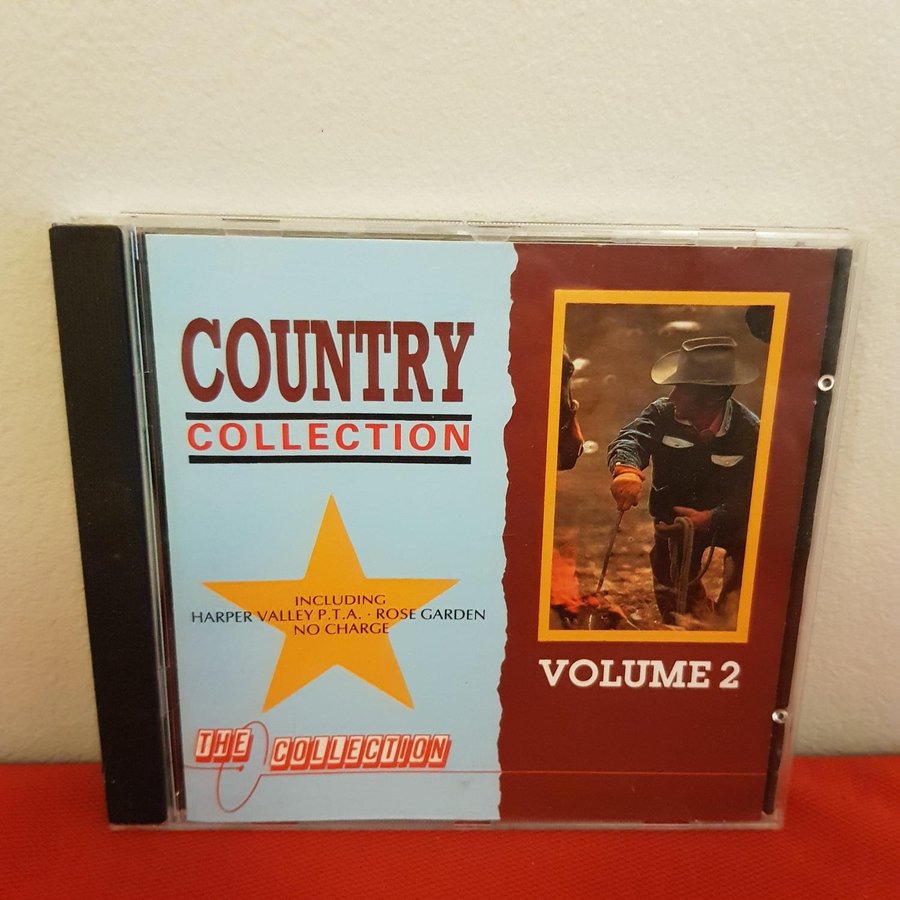 COUNTRY
COLLECTION
INCLUDING
HARPER VALLEY P.T.A. · ROSE GARDEN
NO CHARGE
THE COLLECTION
VOLUME 2